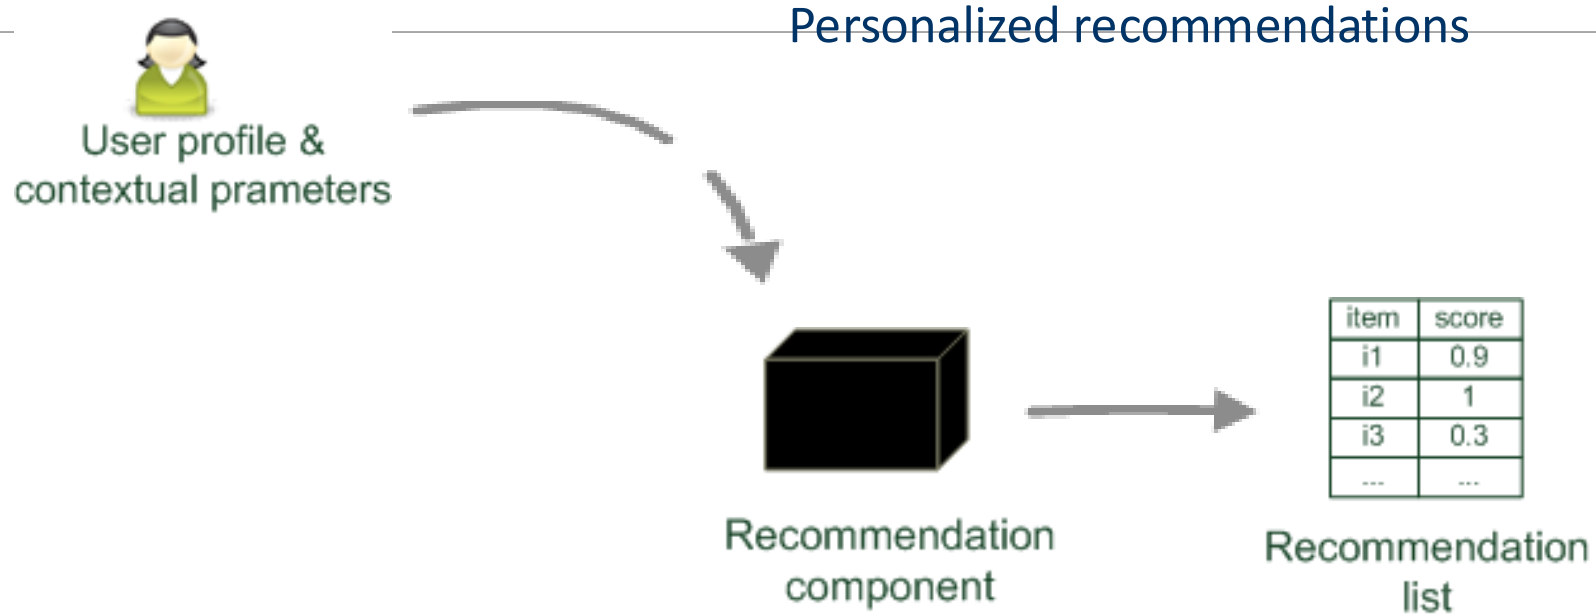 Personalized recommendations
User profile &
contextual prameters
item score
i1 0.9
i2 1
i3 0.3
... ...
Recommendation
component
Recommendation
list